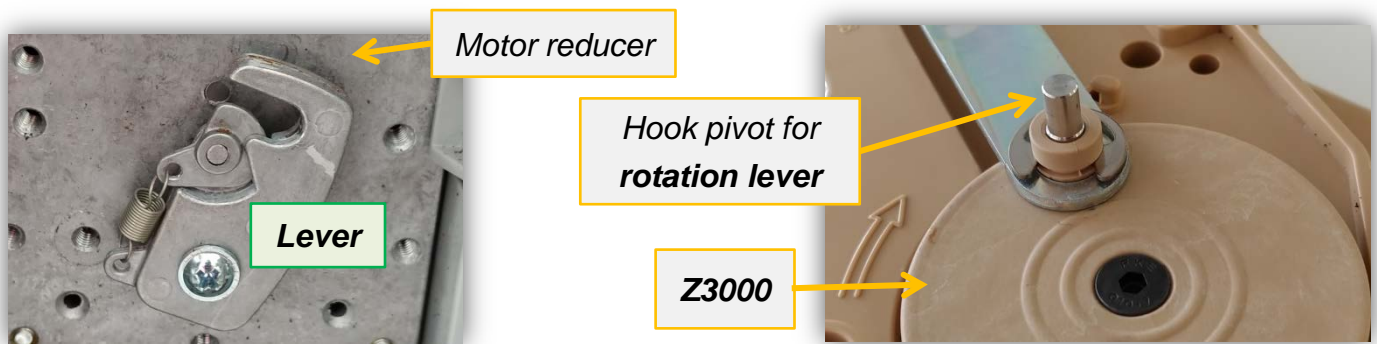 Motor reducer
Hook pivot for
rotation lever
Lever
Z3000